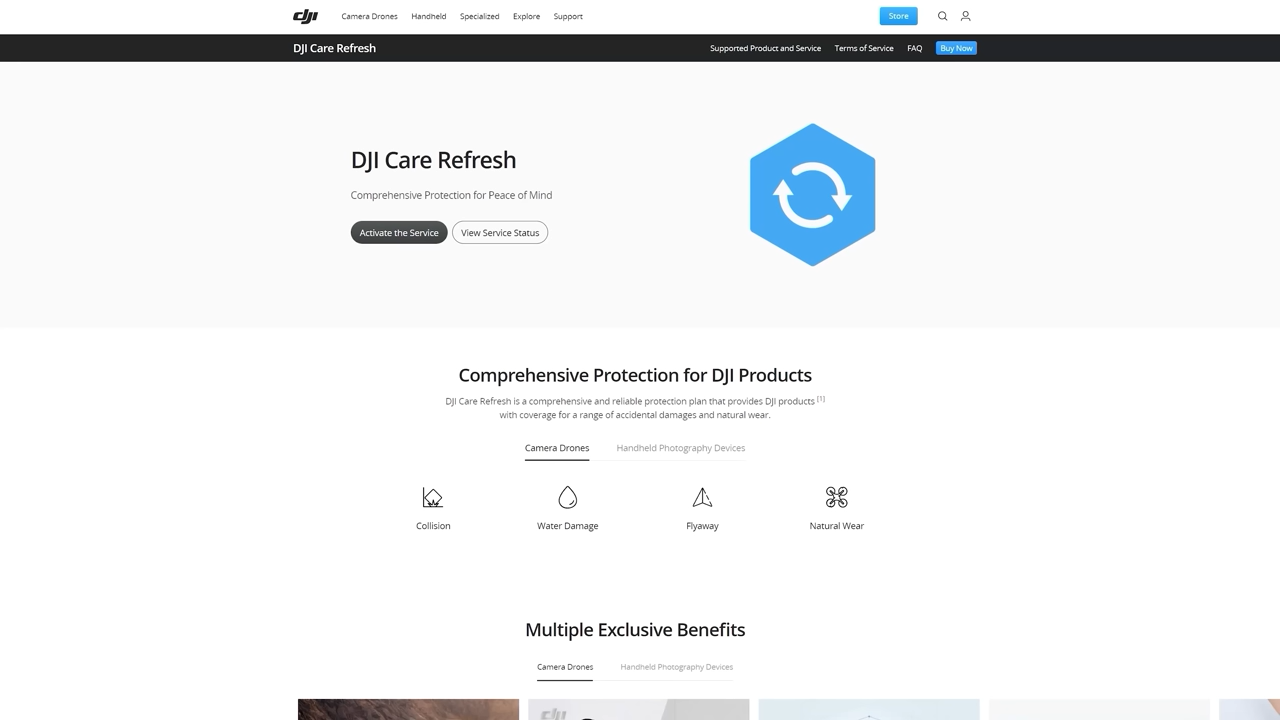 dji
Camera Drones Handheld Specialized Explore Support
Store
DJI Care Refresh
Supported Product and Service Terms of Service FAQ Buy Now
DJI Care Refresh
Comprehensive Protection for Peace of Mind
Activate the Service View Service Status
Comprehensive Protection for DJI Products
DJI Care Refresh is a comprehensive and reliable protection plan that provides DJI products [1]
with coverage for a range of accidental damages and natural wear.
Camera Drones Handheld Photography Devices
Collision Water Damage Flyaway Natural Wear
Multiple Exclusive Benefits
Camera Drones Handheld Photography Devices
dji